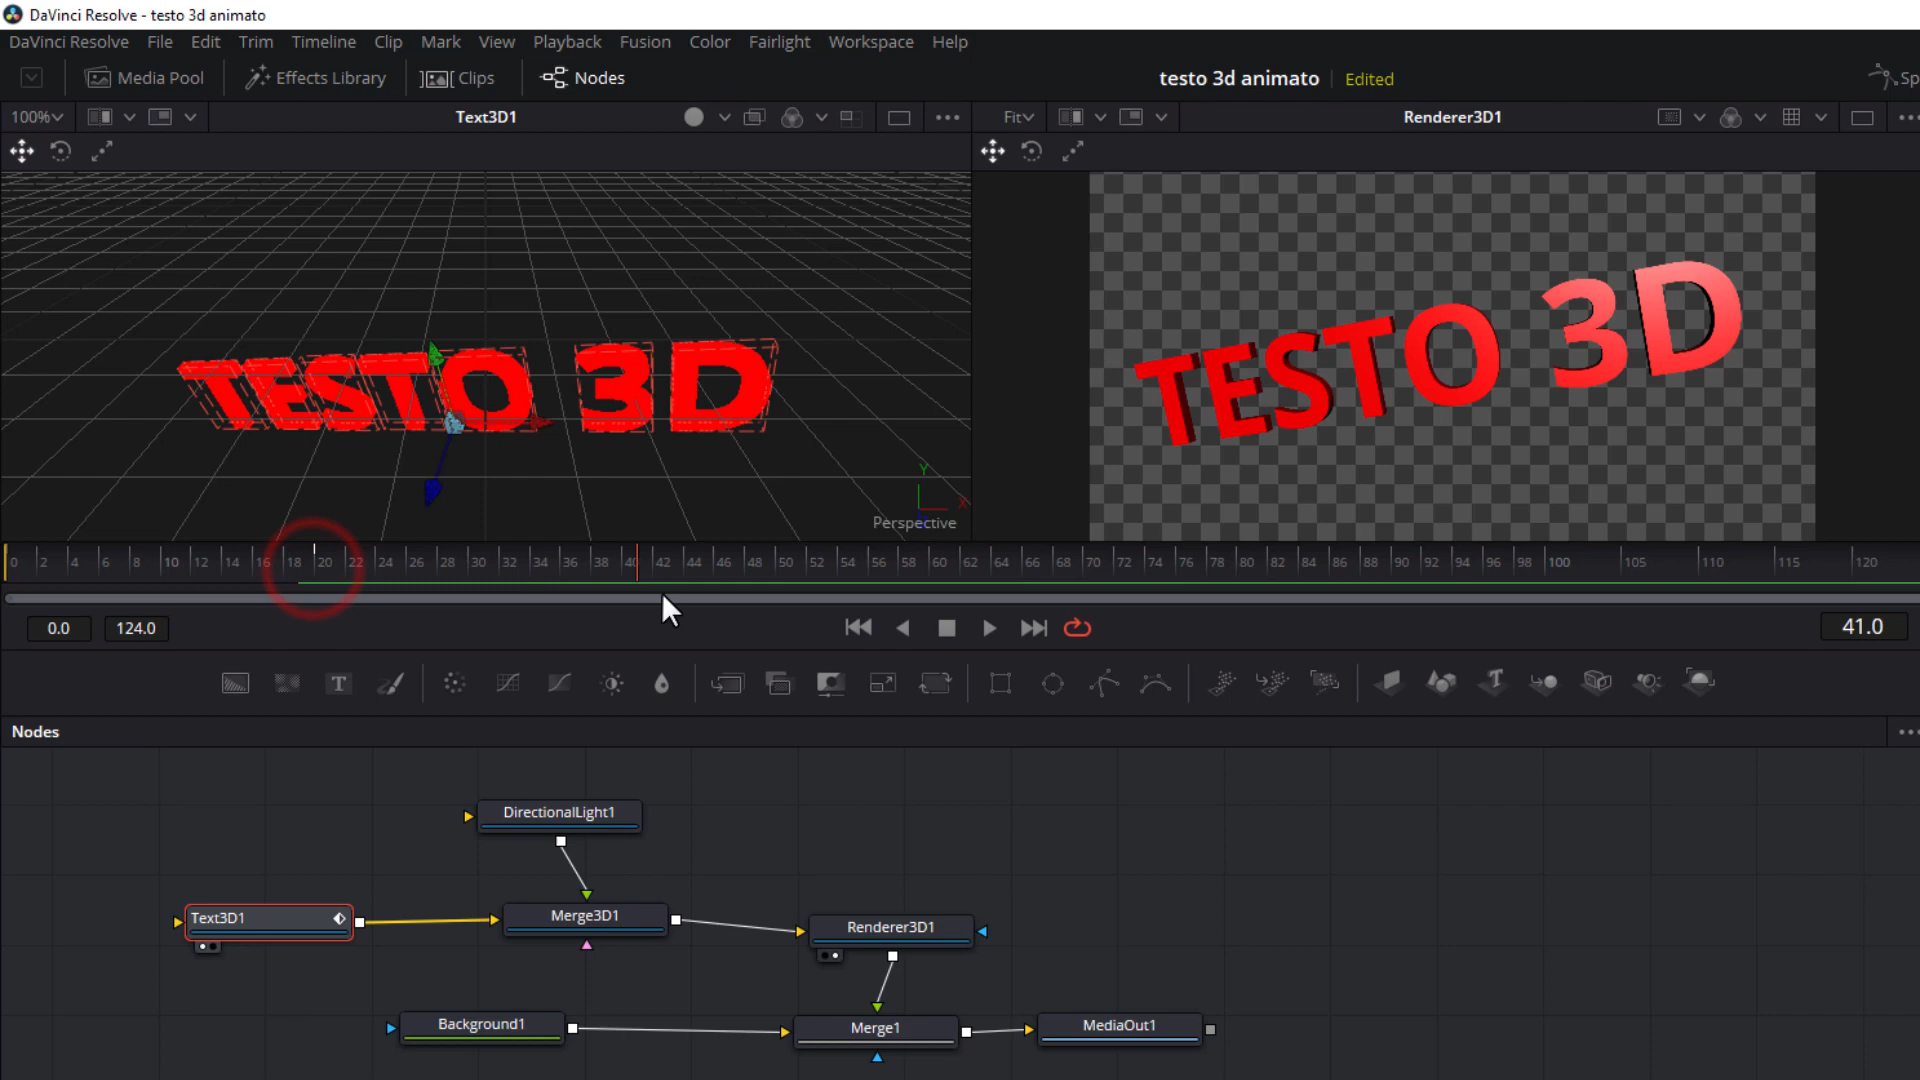 DaVinci Resolve - testo 3d animato
DaVinci Resolve File Edit Trim Timeline Clip Mark View Playback Fusion Color Fairlight Workspace Help
Media Pool Effects Library Clips Nodes testo 3d animato Edited Sp
100% Text3D1 Fit Renderer3D1
TESTO 3D
TESTO 3D
Y
X
Perspective
0 2 4 6 8 10 12 14 16 18 20 22 24 26 28 30 32 34 36 38 40 42 44 46 48 50 52 54 56 58 60 62 64 66 68 70 72 74 76 78 80 82 84 86 88 90 92 94 96 98 100 105 110 115 120
0.0 124.0 41.0
T
Nodes
DirectionalLight1
Text3D1 Merge3D1
Renderer3D1
Background1 Merge1 MediaOut1